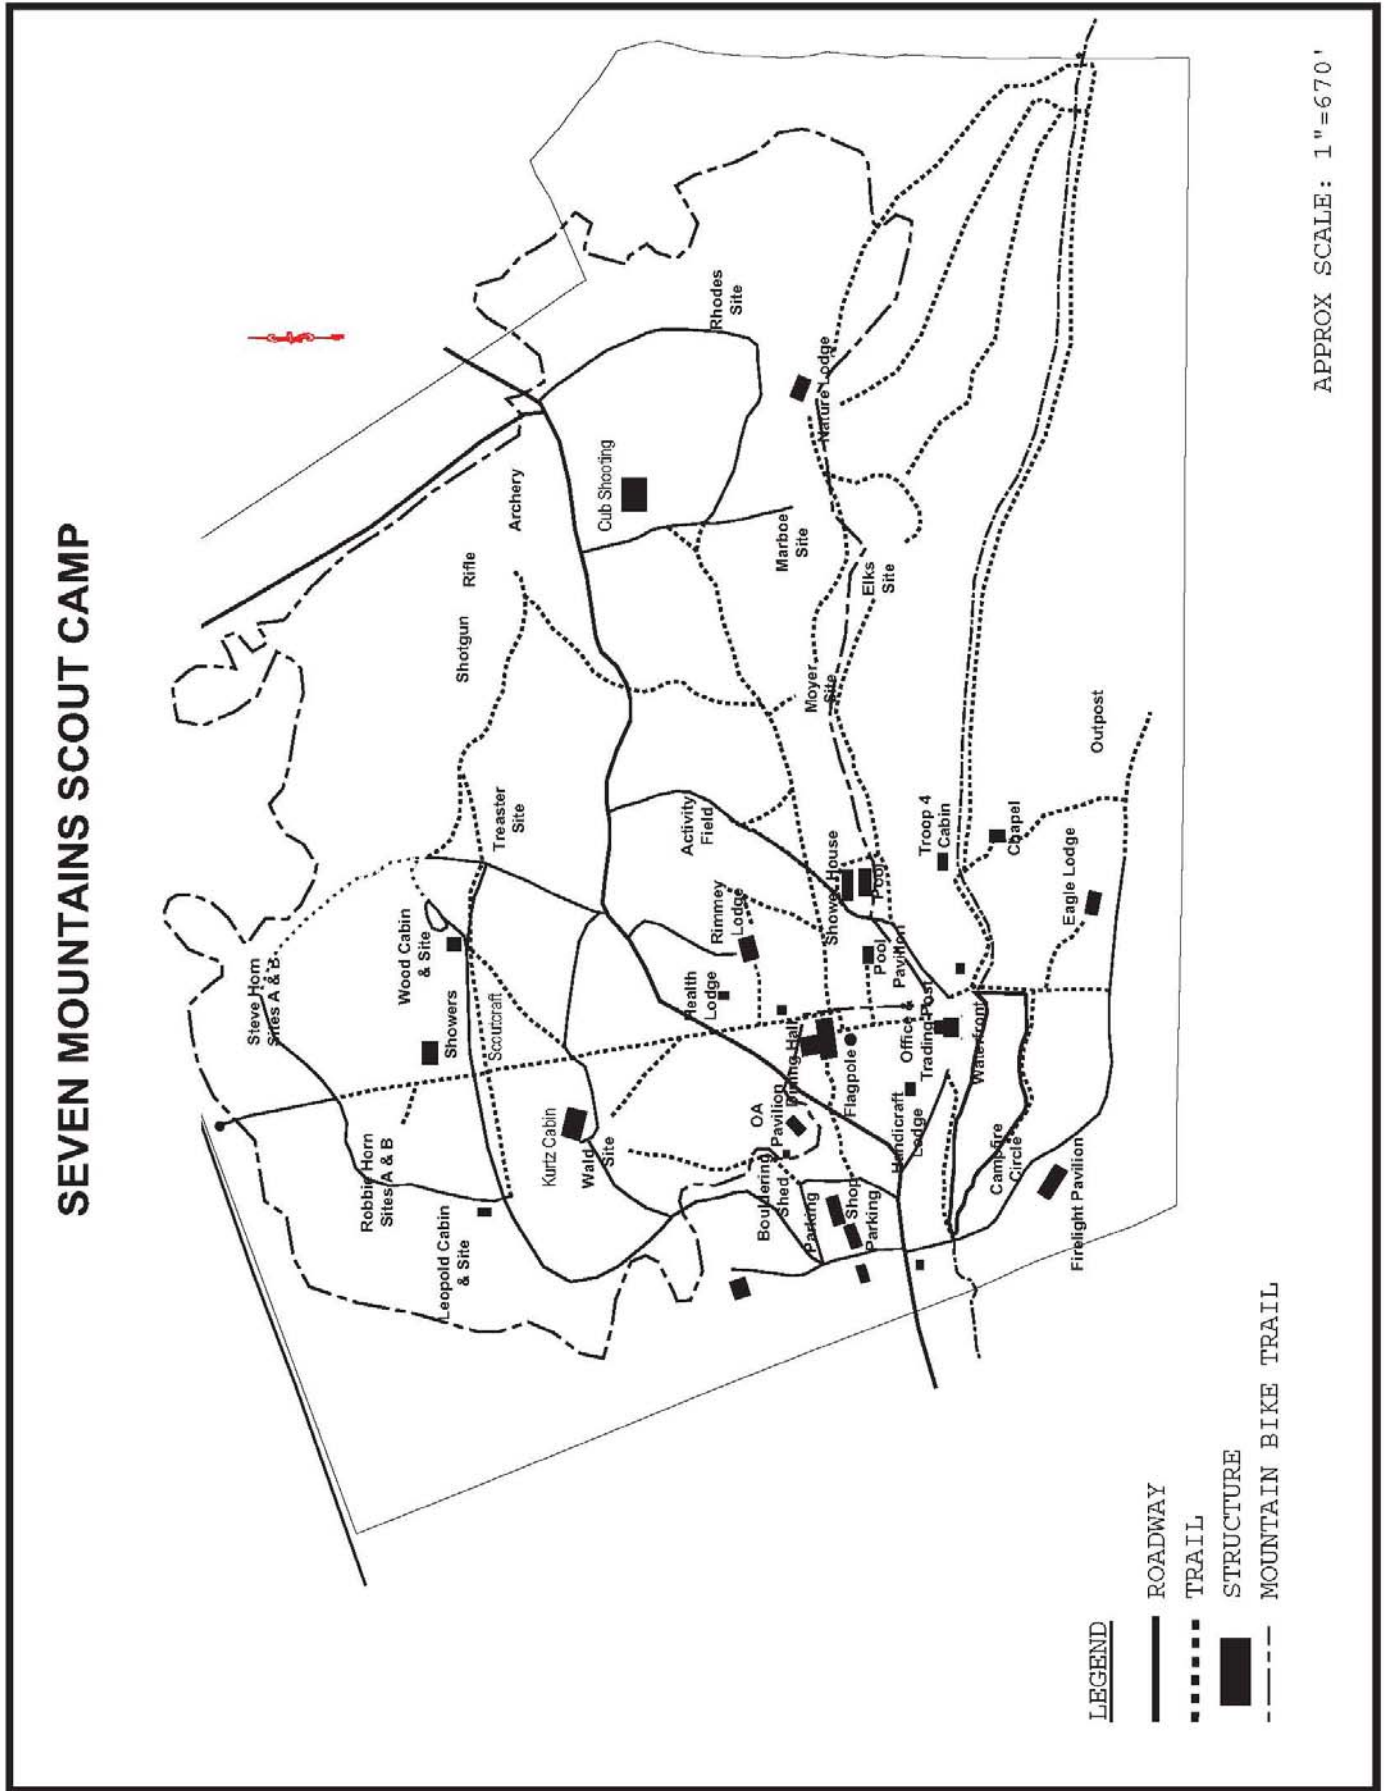 SEVEN MOUNTAINS SCOUT CAMP
Steve Horn
Sites A & B
Robbie Horn
Sites A & B
Leopold Cabin
& Site
Wood Cabin
& Site
Showers
Scoutcraft
Treaster
Site
Shotgun
Rifle
Archery
Kurtz Cabin
Wald
Site
Cub Shooting
Activity
Field
Rhodes
Site
Health
Lodge
Rimmey
Lodge
Marboe
Site
Moyer
Site
Nature Lodge
Elks
Site
OA
Pavilion
Dining Hall
Bouldering
Shed
Parking
Shop
Parking
Flagpole
Shower House
Pool
Pool
Pavilion
Handicraft
Lodge
Office &
Trading Post
Troop 4
Cabin
Waterfront
Chapel
Campfire
Circle
Eagle Lodge
Outpost
Firelight Pavilion
LEGEND
ROADWAY
TRAIL
STRUCTURE
MOUNTAIN BIKE TRAIL
APPROX SCALE: 1"=670'